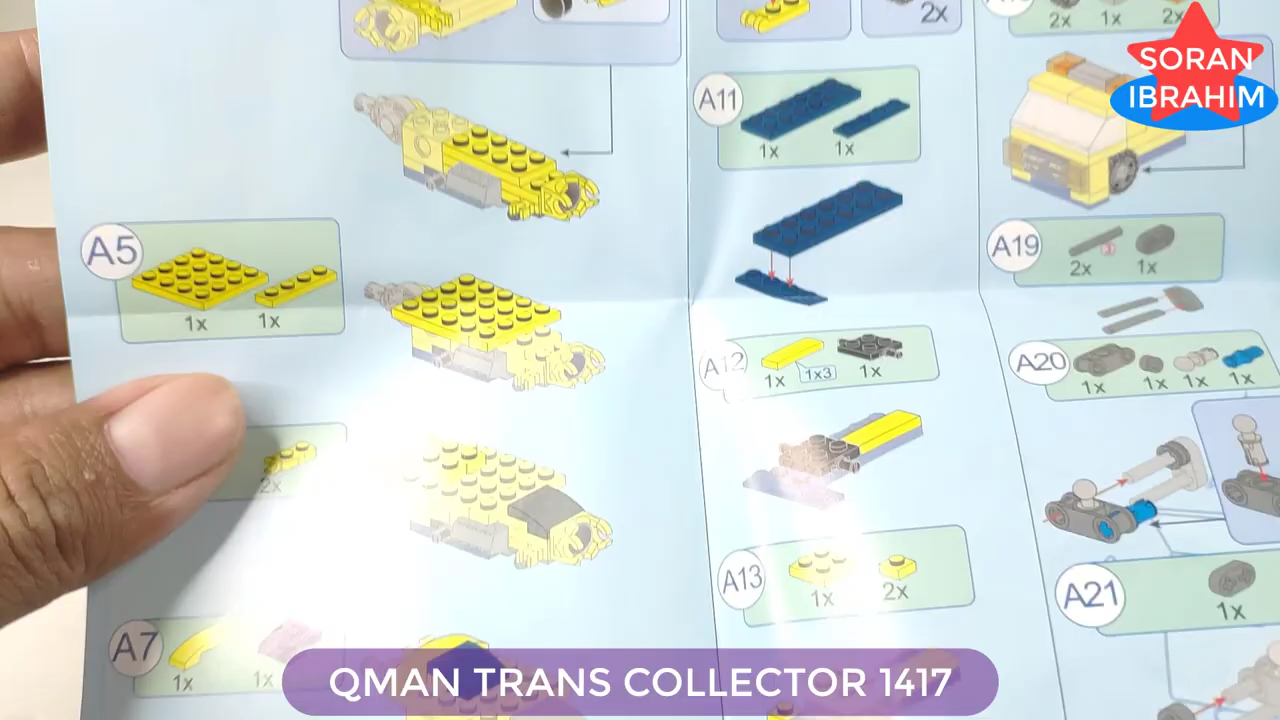 A5
1x
1x
2x
A7
1x
1x
2x
A11
1x
1x
A12
1x
1x3
1x
A13
1x
2x
2x
1x
2x
A19
2x
1x
A20
1x
1x
1x
1x
A21
1x
SORAN
IBRAHIM
QMAN TRANS COLLECTOR 1417